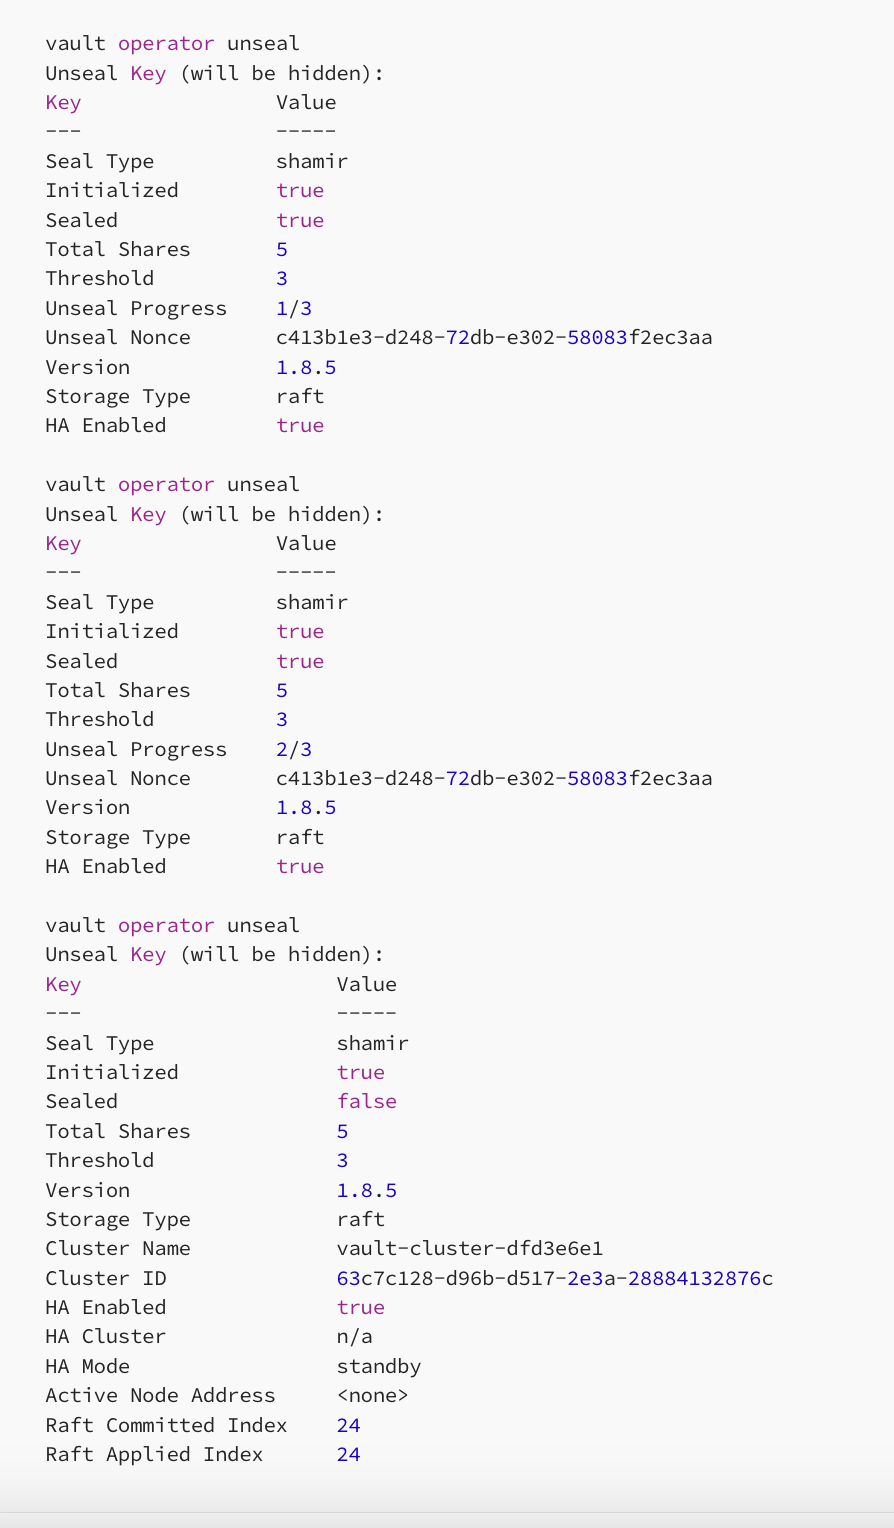 vault operator unseal
Unseal Key (will be hidden):
Key                Value
---                -----
Seal Type          shamir
Initialized        true
Sealed             true
Total Shares       5
Threshold          3
Unseal Progress    1/3
Unseal Nonce       c413b1e3-d248-72db-e302-58083f2ec3aa
Version            1.8.5
Storage Type       raft
HA Enabled         true

vault operator unseal
Unseal Key (will be hidden):
Key                Value
---                -----
Seal Type          shamir
Initialized        true
Sealed             true
Total Shares       5
Threshold          3
Unseal Progress    2/3
Unseal Nonce       c413b1e3-d248-72db-e302-58083f2ec3aa
Version            1.8.5
Storage Type       raft
HA Enabled         true

vault operator unseal
Unseal Key (will be hidden):
Key                     Value
---                     -----
Seal Type               shamir
Initialized             true
Sealed                  false
Total Shares            5
Threshold               3
Version                 1.8.5
Storage Type            raft
Cluster Name            vault-cluster-dfd3e6e1
Cluster ID              63c7c128-d96b-d517-2e3a-28884132876c
HA Enabled              true
HA Cluster              n/a
HA Mode                 standby
Active Node Address     <none>
Raft Committed Index    24
Raft Applied Index      24